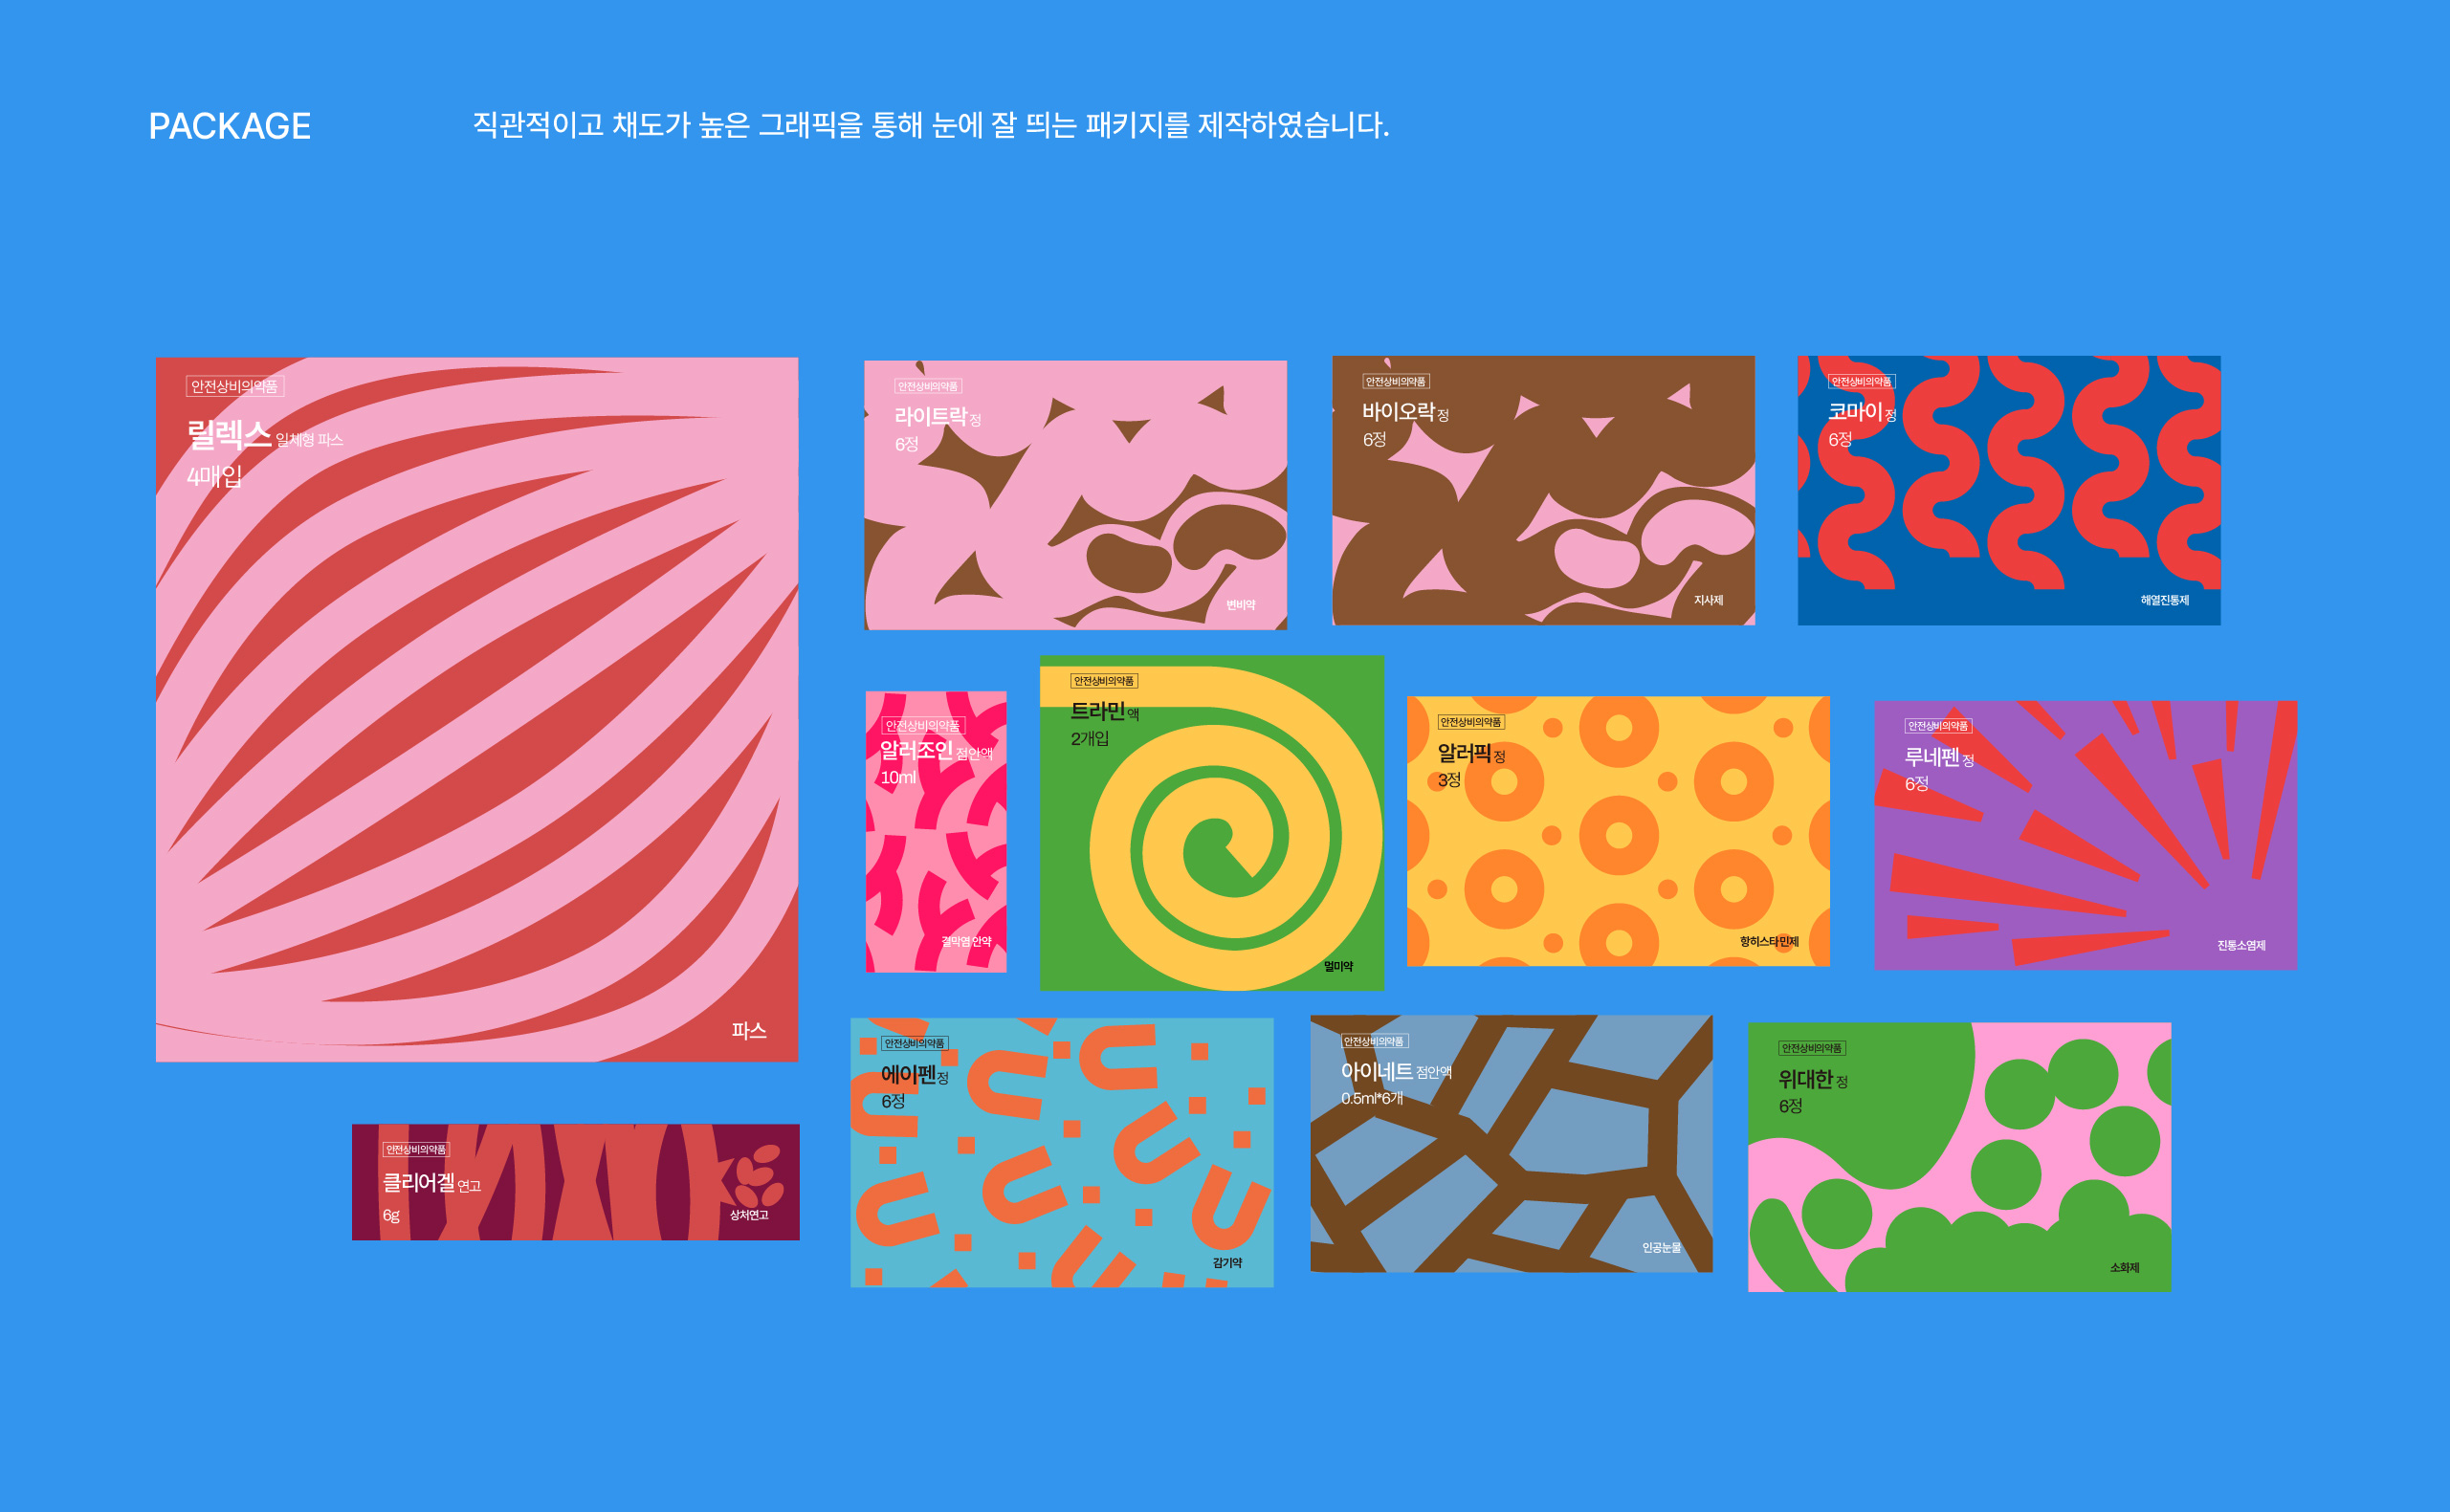 PACKAGE
직관적이고 채도가 높은 그래픽을 통해 눈에 잘 띄는 패키지를 제작하였습니다.
안전상비의약품
릴렉스 일체형 파스
4매입
파스
안전상비의약품
라이트락 정
6정
변비약
안전상비의약품
바이오락 정
6정
지사제
안전상비의약품
코마이 정
6정
해열진통제
안전상비의약품
알러조인 점안액
10ml
결막염 안약
안전상비의약품
트라민 액
2개입
멀미약
안전상비의약품
알러픽 정
3정
항히스타민제
안전상비의약품
루네펜 정
6정
진통소염제
안전상비의약품
클리어겔 연고
6g
상처연고
안전상비의약품
에이펜 정
6정
감기약
안전상비의약품
아이네트 점안액
0.5ml*6개
인공눈물
안전상비의약품
위대한 정
6정
소화제